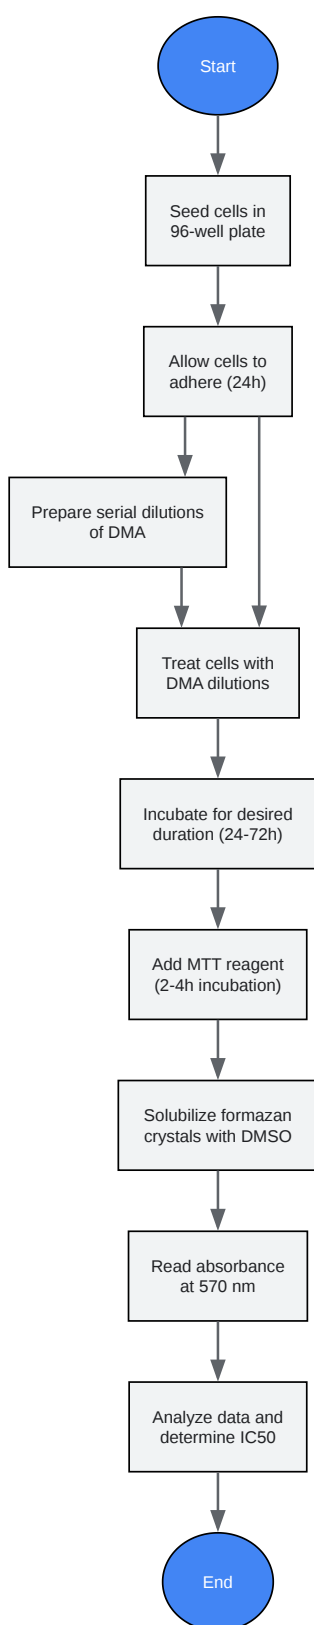 Start
Seed cells in
96-well plate
Allow cells to
adhere (24h)
Prepare serial dilutions
of DMA
Treat cells with
DMA dilutions
Incubate for desired
duration (24-72h)
Add MTT reagent
(2-4h incubation)
Solubilize formazan
crystals with DMSO
Read absorbance
at 570 nm
Analyze data and
determine IC50
End